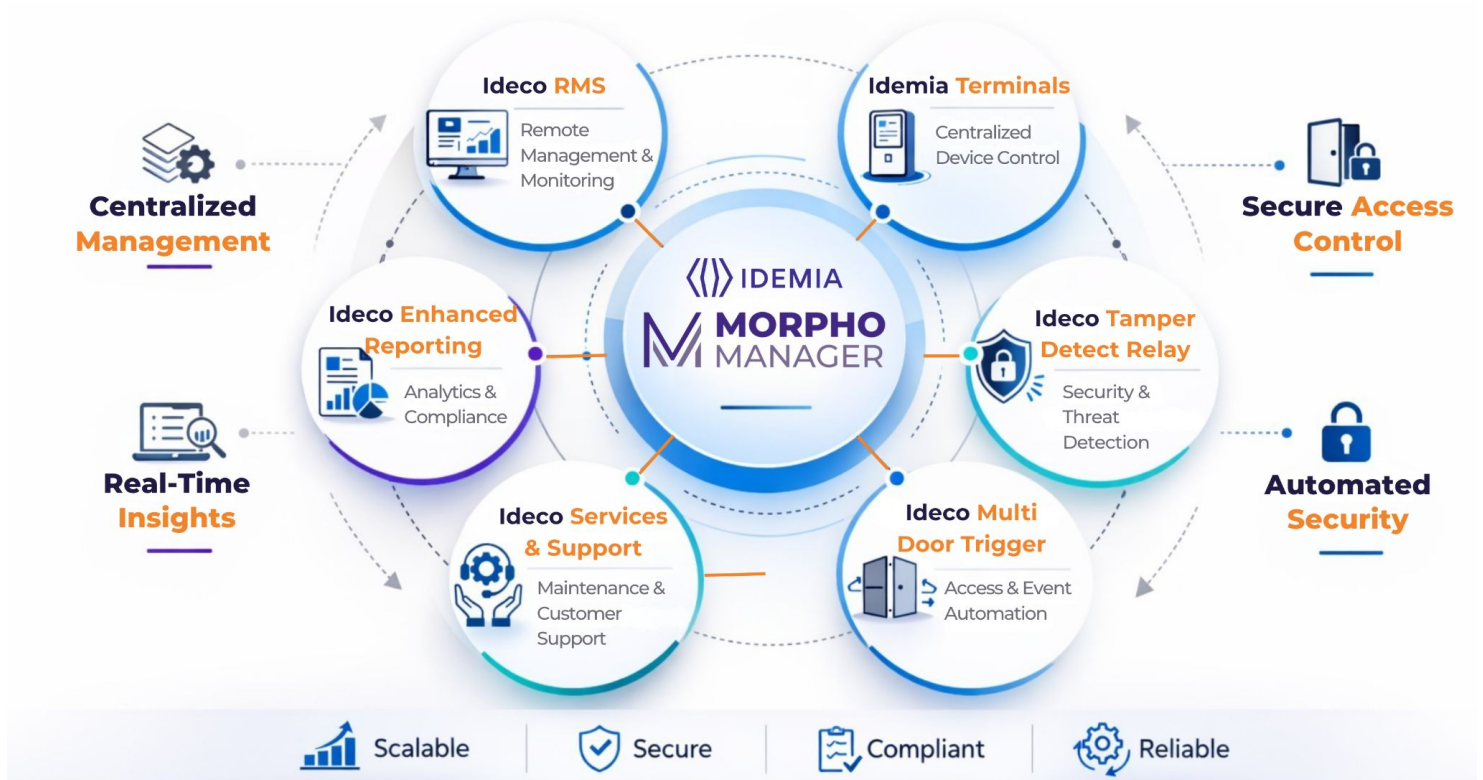 Ideco RMS
Remote
Management &
Monitoring
Idemia Terminals
Centralized
Device Control
Centralized
Management
Secure Access
Control
IDEMIA
MORPHO
MANAGER
Ideco Enhanced
Reporting
Analytics &
Compliance
Ideco Tamper
Detect Relay
Security &
Threat
Detection
Real-Time
Insights
Automated
Security
Ideco Services
& Support
Maintenance &
Customer
Support
Ideco Multi
Door Trigger
Access & Event
Automation
Scalable
Secure
Compliant
Reliable